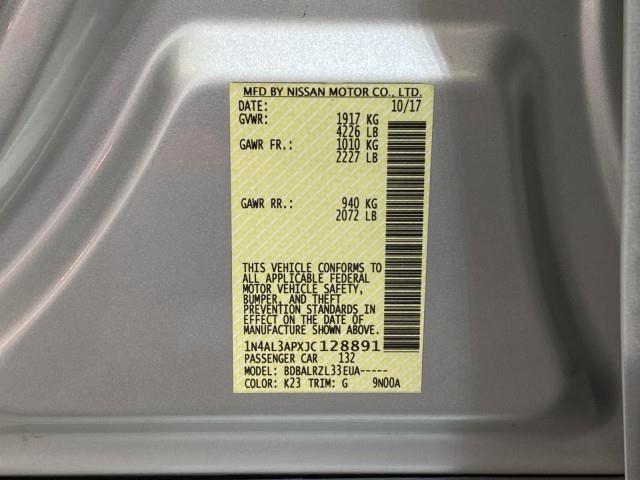 MFD BY NISSAN MOTOR CO., LTD.
DATE: 10/17
GVWR: 1917 KG
4226 LB
GAWR FR.: 1010 KG
2227 LB
GAWR RR.: 940 KG
2072 LB
THIS VEHICLE CONFORMS TO
ALL APPLICABLE FEDERAL
MOTOR VEHICLE SAFETY,
BUMPER, AND THEFT
PREVENTION STANDARDS IN
EFFECT ON THE DATE OF
MANUFACTURE SHOWN ABOVE.
1N4AL3APXJC128891
PASSENGER CAR 132
MODEL: BDBALRZL33EUA-----
COLOR: K23 TRIM: G 9N00A